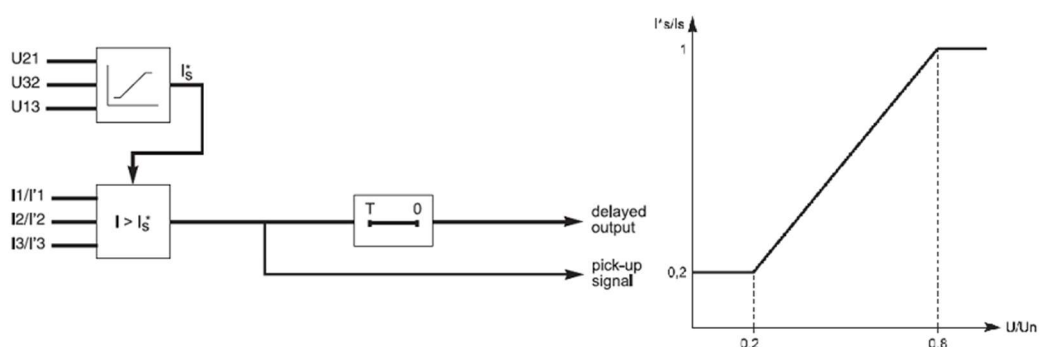 U21
U32
U13
I*s
I1/I'1
I2/I'2
I3/I'3
I > I*s
T 0
delayed
output
pick-up
signal
I*s/Is
1
0,2
0,2
0,8
U/Un